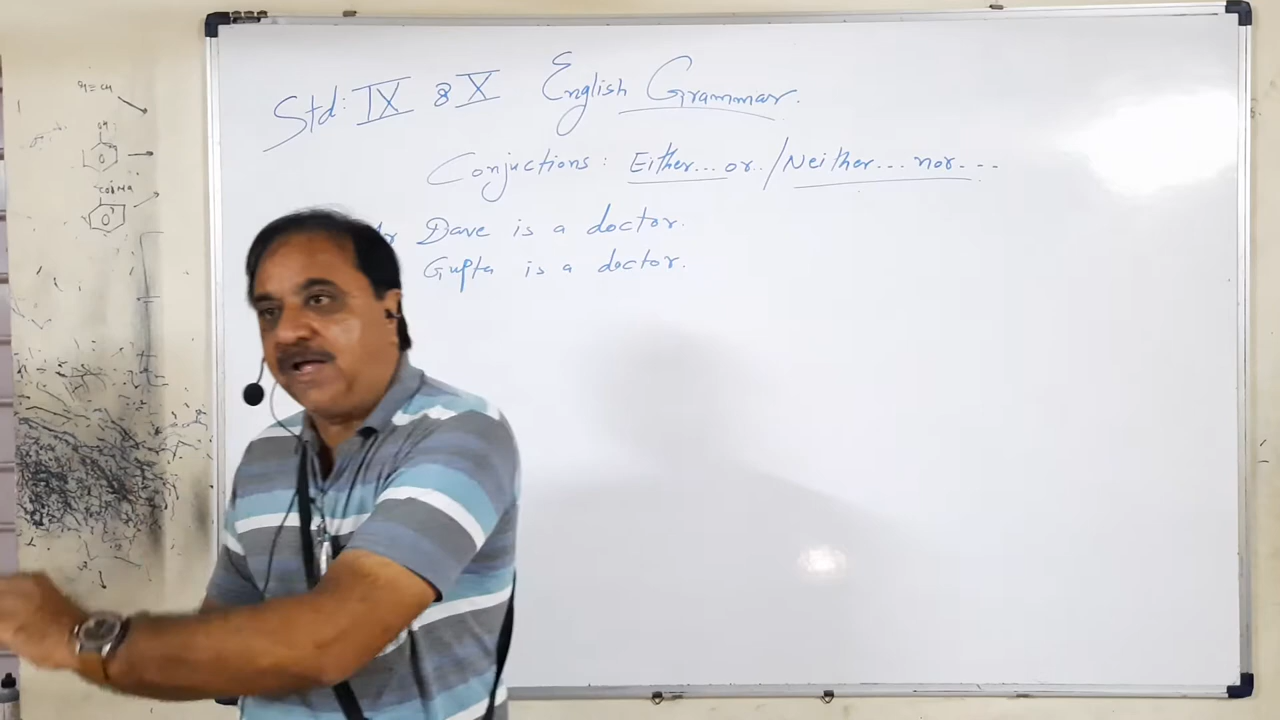 Std: IX & X English Grammar.
Conjuctions: Either...or../Neither...nor---
Dave is a doctor.
Gupta is a doctor.